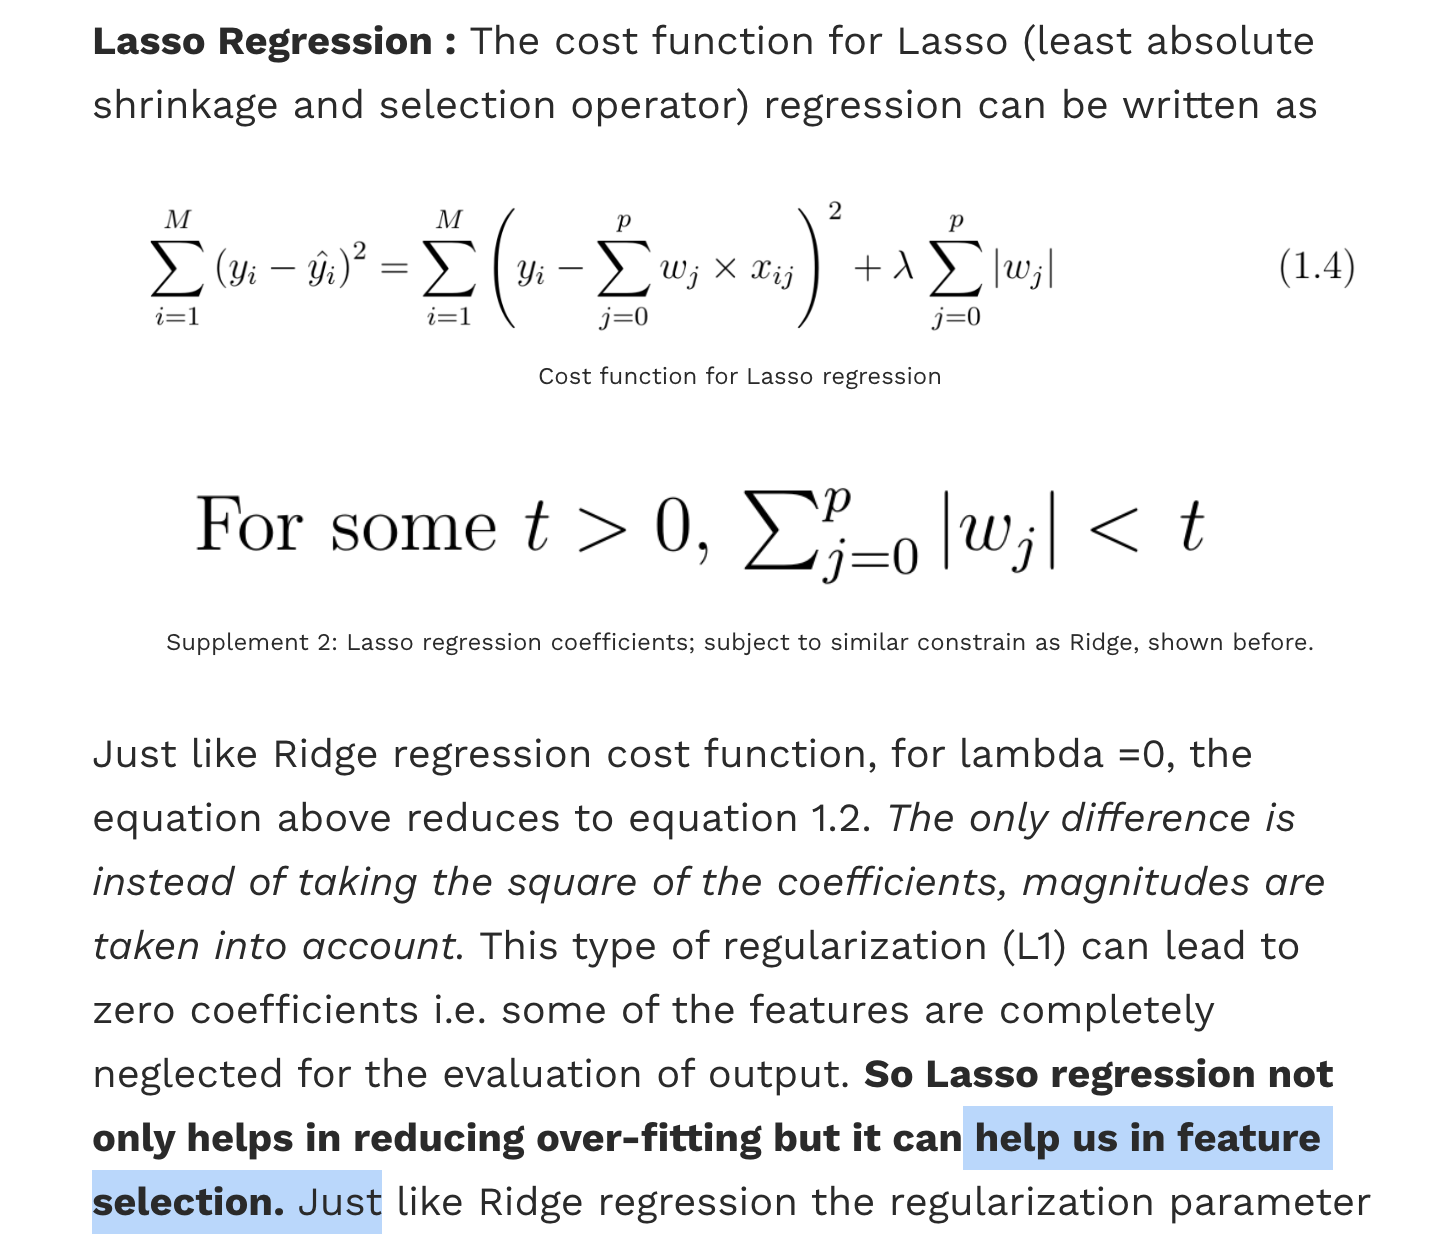 Lasso Regression : The cost function for Lasso (least absolute
shrinkage and selection operator) regression can be written as
$$\sum_{i=1}^{M} (y_i - \hat{y_i})^2 = \sum_{i=1}^{M} \left( y_i - \sum_{j=0}^{p} w_j \times x_{ij} \right)^2 + \lambda \sum_{j=0}^{p} |w_j| \quad (1.4)$$
Cost function for Lasso regression
For some $t > 0, \sum_{j=0}^{p} |w_j| < t$
Supplement 2: Lasso regression coefficients; subject to similar constrain as Ridge, shown before.
Just like Ridge regression cost function, for lambda =0, the
equation above reduces to equation 1.2. The only difference is
instead of taking the square of the coefficients, magnitudes are
taken into account. This type of regularization (L1) can lead to
zero coefficients i.e. some of the features are completely
neglected for the evaluation of output. So Lasso regression not
only helps in reducing over-fitting but it can help us in feature
selection. Just like Ridge regression the regularization parameter